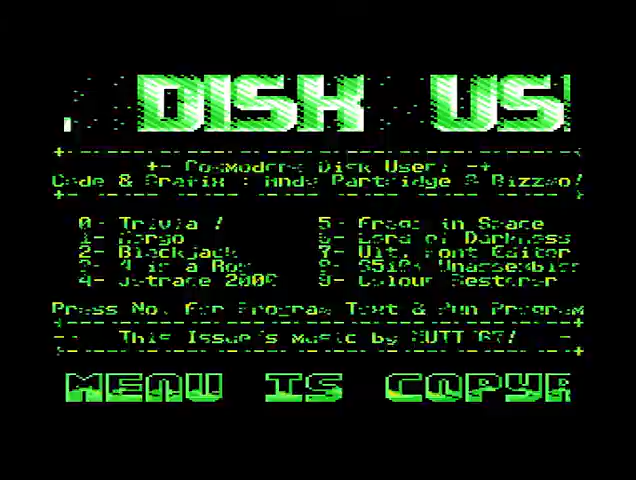 DISK US
+- Commodore Disk User! -+
Code & Grafix : Andy Partridge & Bizzmo!
0- Trivia ! 5- Frogs in Space
1- Cargo 6- Lord of Darkness
2- Blackjack 7- Ult. Font Editor
3- 4 in a Row 8- Unassembler
4- 2000 9- Colour Restorer
Press No. for Program Text & Run Program
This Issue's music by
MENU IS COPYR